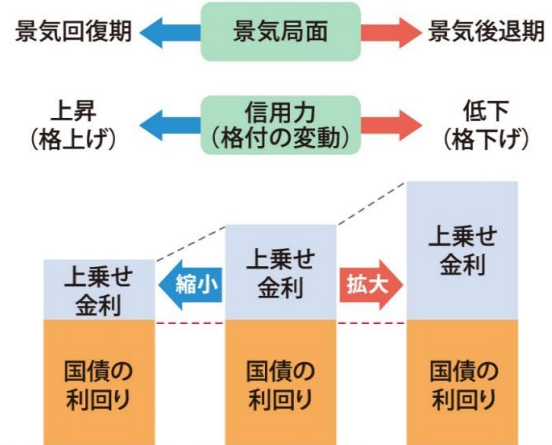 景気回復期
景気局面
景気後退期
上昇
(格上げ)
信用力
(格付の変動)
低下
(格下げ)
上乗せ
金利
縮小
上乗せ
金利
拡大
上乗せ
金利
国債の
利回り
国債の
利回り
国債の
利回り